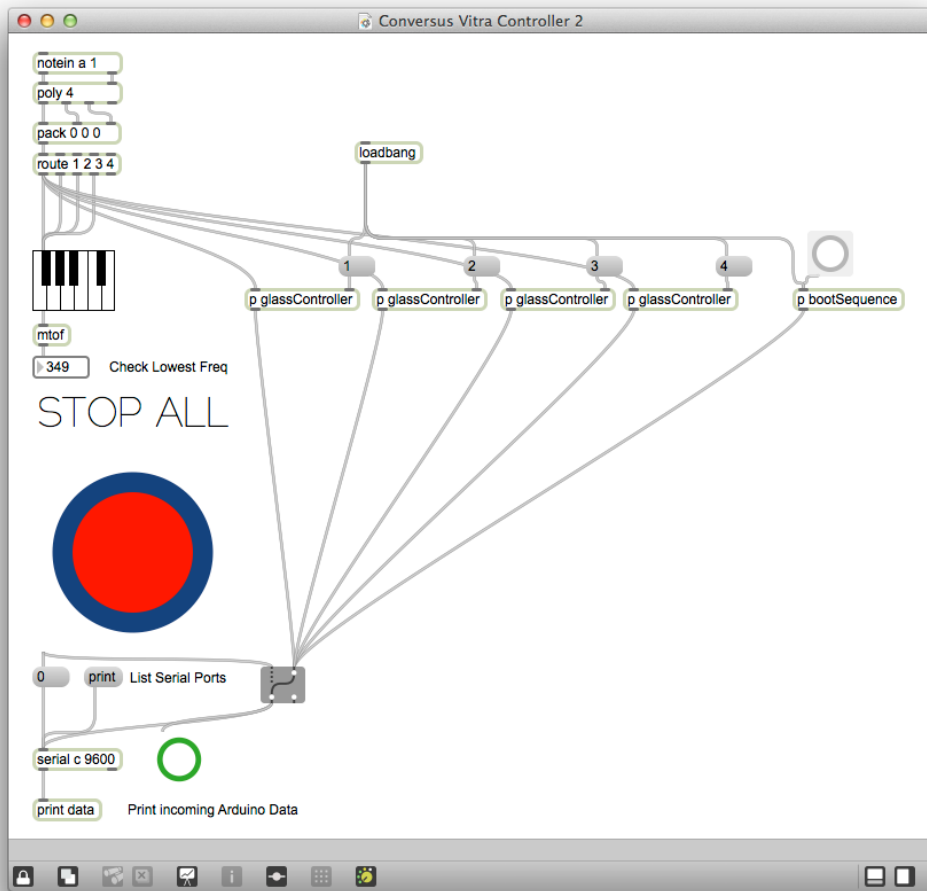 Conversus Vitra Controller 2
notein a 1
poly 4
pack 0 0 0
route 1 2 3 4
loadbang
1
2
3
4
p glassController
p glassController
p glassController
p glassController
p bootSequence
mtof
349
Check Lowest Freq
STOP ALL
0
print
List Serial Ports
serial c 9600
print data
Print incoming Arduino Data